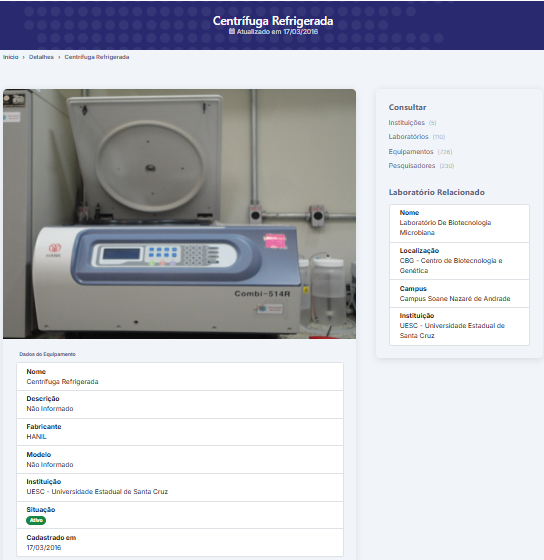 Centrífuga Refrigerada
Atualizado em 17/03/2016
Início › Detalhes › Centrífuga Refrigerada
Combi-514R
Consultar
Instituições (5)
Laboratórios
Equipamentos (726)
Pesquisadores (230)
Laboratório Relacionado
Nome
Laboratório De Biotecnologia
Microbiana
Localização
CBG - Centro de Biotecnologia e
Genética
Campus
Campus Soane Nazaré de Andrade
Instituição
UESC - Universidade Estadual de
Santa Cruz
Dados do Equipamento
Nome
Centrífuga Refrigerada
Descrição
Não Informado
Fabricante
HANIL
Modelo
Não Informado
Instituição
UESC - Universidade Estadual de Santa Cruz
Situação
Ativo
Cadastrado em
17/03/2016